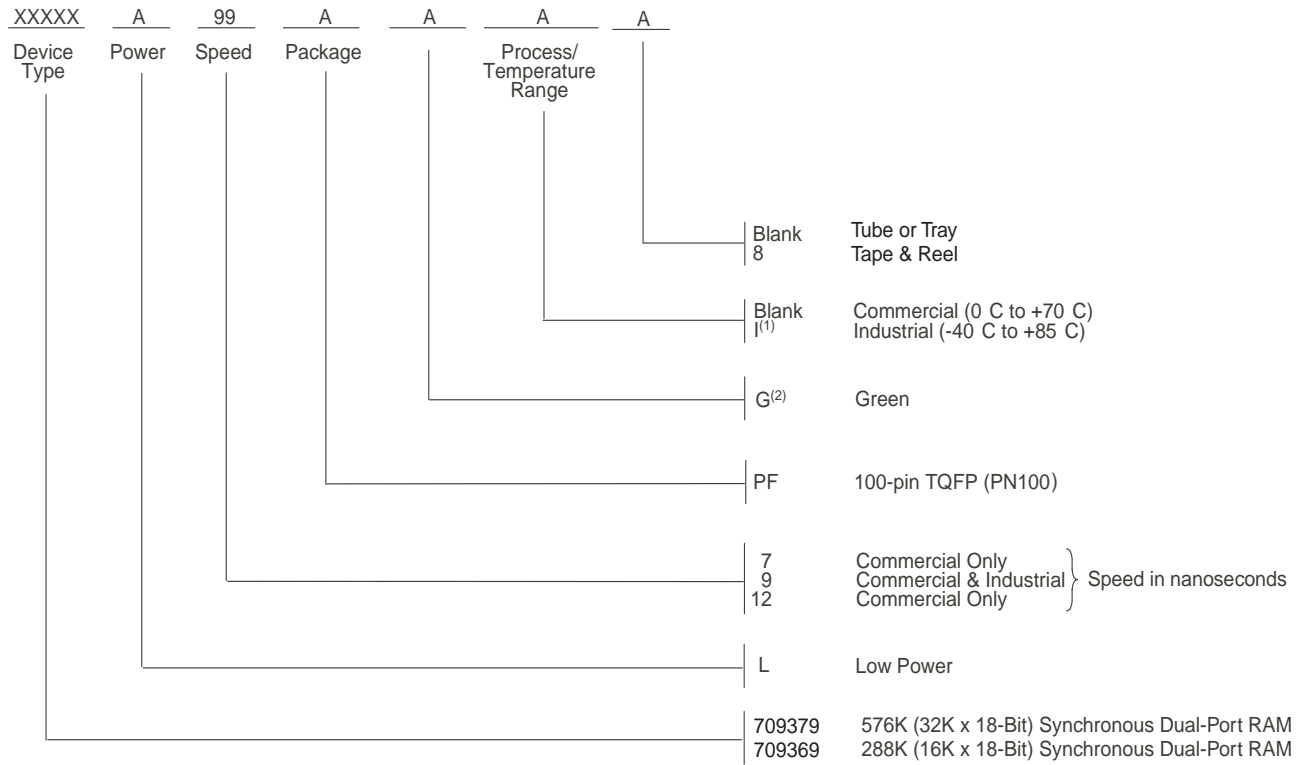 XXXXX A 99 A A A A
Device Type Power Speed Package Process/ Temperature Range
Blank Tube or Tray
8 Tape & Reel
Blank Commercial (0 C to +70 C)
I(1) Industrial (-40 C to +85 C)
G(2) Green
PF 100-pin TQFP (PN100)
7 Commercial Only
9 Commercial & Industrial Speed in nanoseconds
12 Commercial Only
L Low Power
709379 576K (32K x 18-Bit) Synchronous Dual-Port RAM
709369 288K (16K x 18-Bit) Synchronous Dual-Port RAM